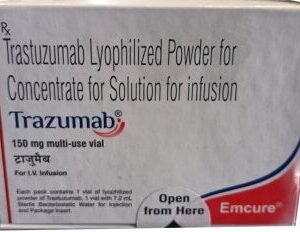 Rx
Trastuzumab Lyophilized Powder for
Concentrate for Solution for infusion
Trazumab®
150 mg multi-use vial
टाजुमॅब
For I.V. Infusion
Each pack contains 1 vial of lyophilized
powder of Trastuzumab, 1 vial with 7.2 mL
Sterile Bacteriostatic Water for Injection
and Package Insert.
Open
from Here
Emcure®